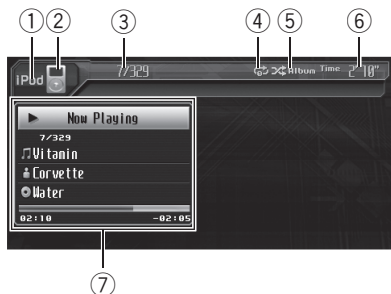 ① ② ③ ④ ⑤ ⑥
iPod 7/329 Album Time 2'10"
Now Playing
7/329
Vitamin
Corvette
Water
02:10 -02:05
⑦